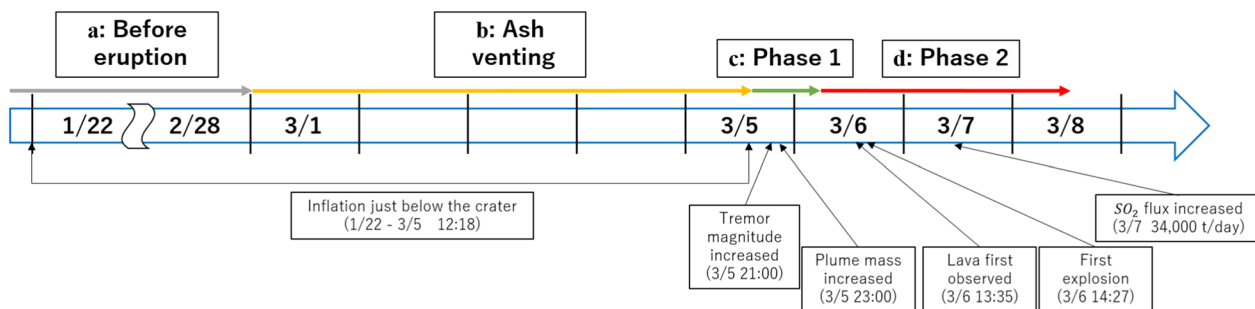 a: Before
eruption
b: Ash
venting
c: Phase 1
d: Phase 2
1/22
2/28
3/1
3/5
3/6
3/7
3/8
Inflation just below the crater
(1/22 - 3/5 12:18)
Tremor
magnitude
increased
(3/5 21:00)
Plume mass
increased
(3/5 23:00)
Lava first
observed
(3/6 13:35)
First
explosion
(3/6 14:27)
SO₂ flux increased
(3/7 34,000 t/day)